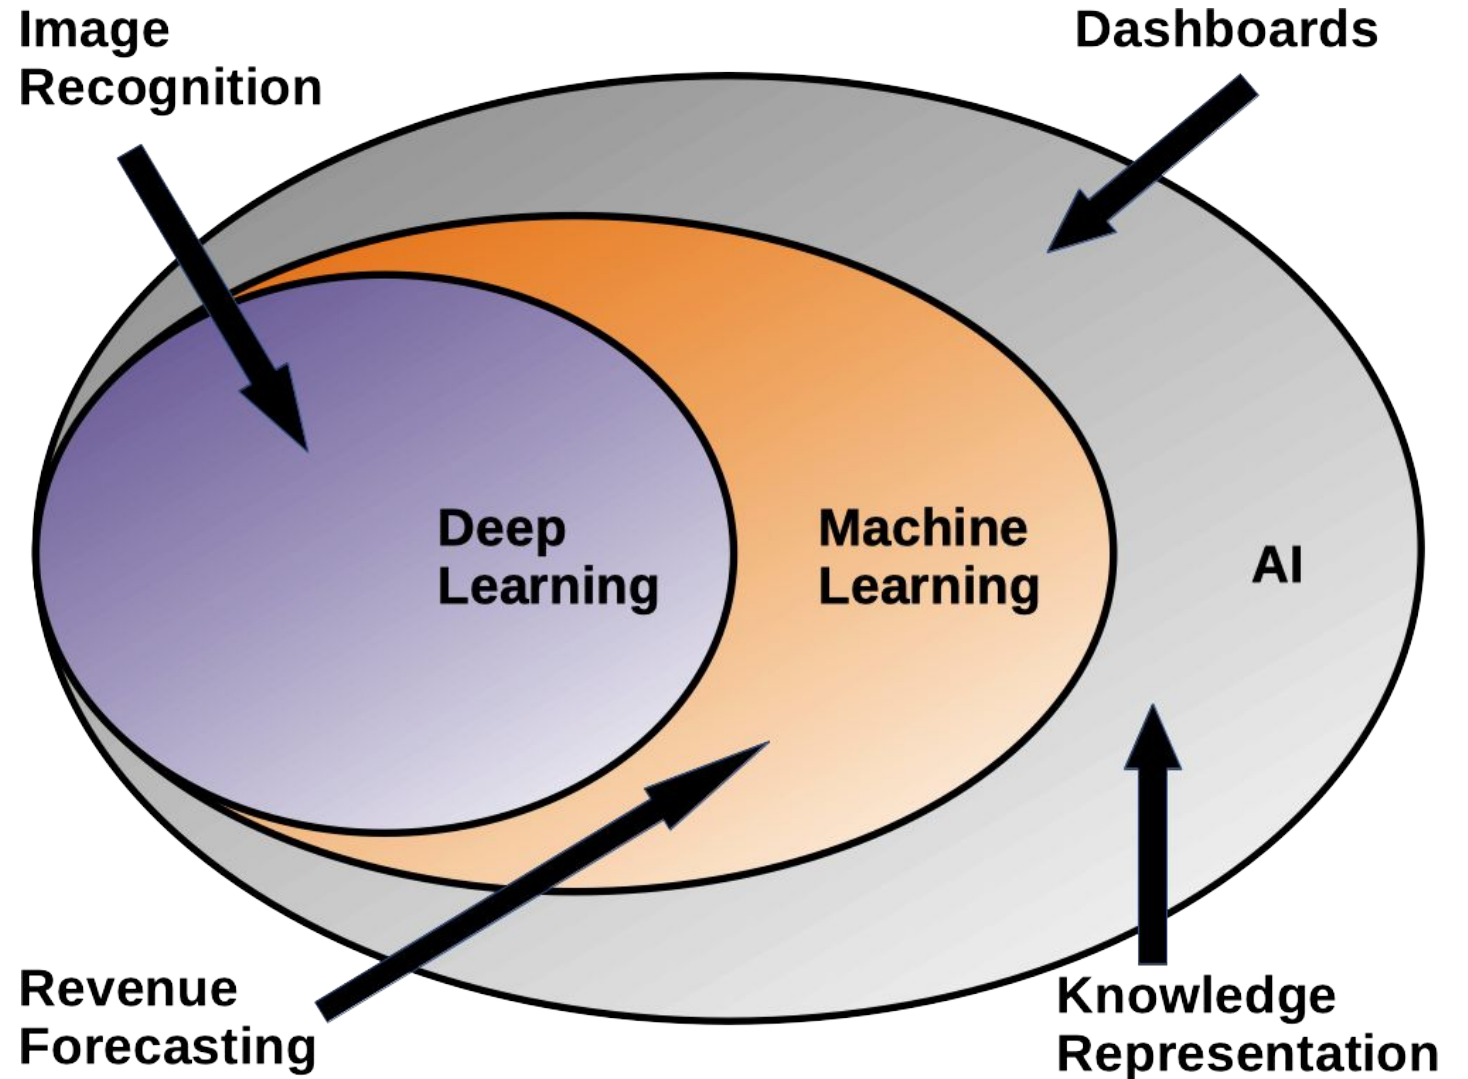 Image
Recognition
Dashboards
Deep
Learning
Machine
Learning
AI
Revenue
Forecasting
Knowledge
Representation